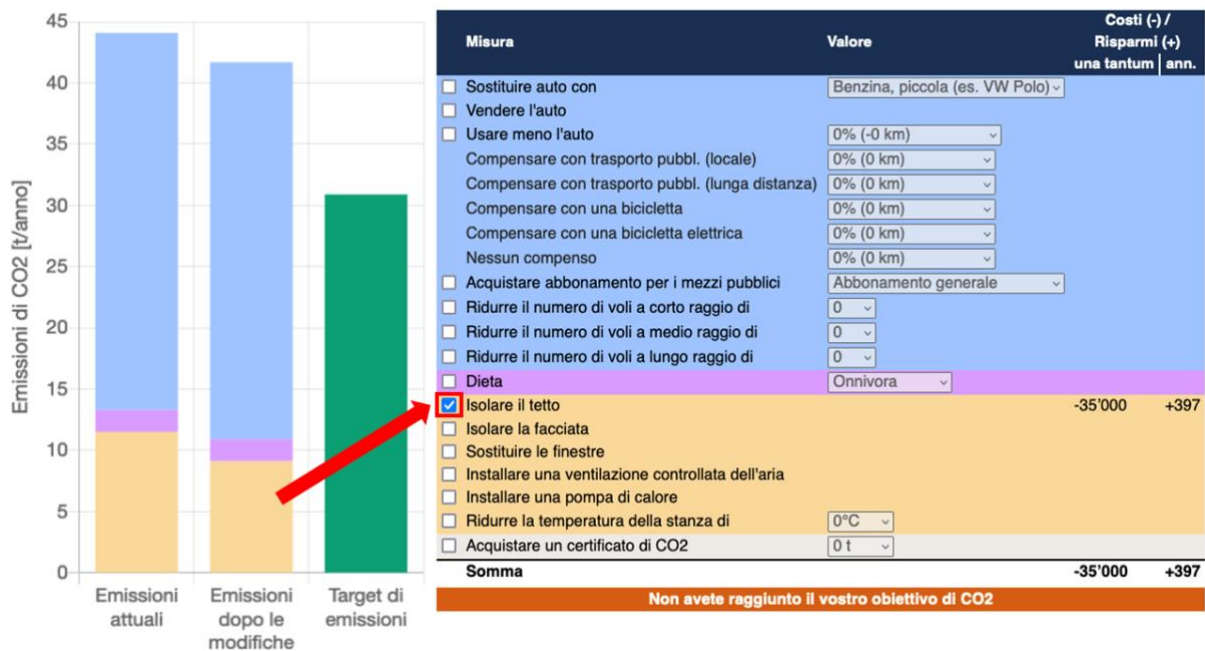 Emissioni di CO2 [t/anno]
45
40
35
30
25
20
15
10
5
0
Emissioni attuali
Emissioni dopo le modifiche
Target di emissioni
Misura Valore Costi (-) / Risparmi (+)
una tantum ann.
Sostituire auto con Benzina, piccola (es. VW Polo)
Vendere l'auto
Usare meno l'auto 0% (-0 km)
Compensare con trasporto pubbl. (locale) 0% (0 km)
Compensare con trasporto pubbl. (lunga distanza) 0% (0 km)
Compensare con una bicicletta 0% (0 km)
Compensare con una bicicletta elettrica 0% (0 km)
Nessun compenso 0% (0 km)
Acquistare abbonamento per i mezzi pubblici Abbonamento generale
Ridurre il numero di voli a corto raggio di 0
Ridurre il numero di voli a medio raggio di 0
Ridurre il numero di voli a lungo raggio di 0
Dieta Onnivora
Isolare il tetto -35'000 +397
Isolare la facciata
Sostituire le finestre
Installare una ventilazione controllata dell'aria
Installare una pompa di calore
Ridurre la temperatura della stanza di 0°C
Acquistare un certificato di CO2 0 t
Somma -35'000 +397
Non avete raggiunto il vostro obiettivo di CO2